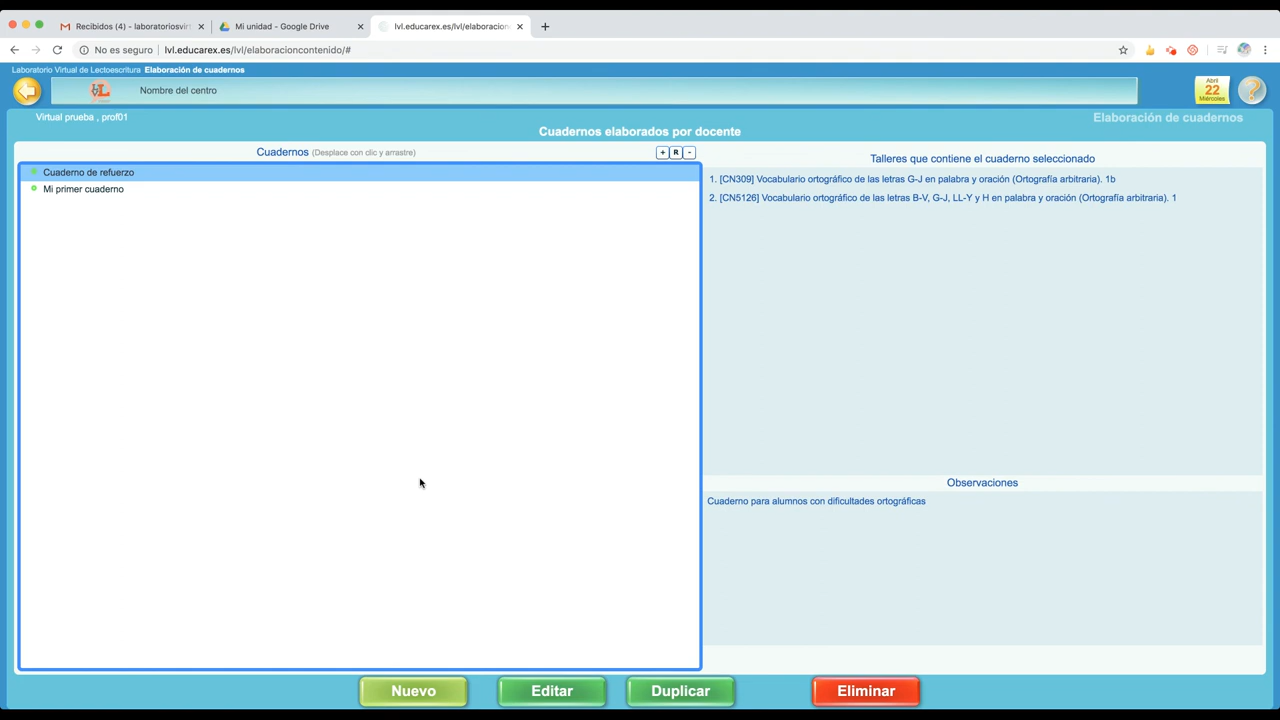 Recibidos (4) - laboratoriosvir
Mi unidad - Google Drive
lvl.educarex.es/lvl/elaboracion
No es seguro
lvl.educarex.es/lvl/elaboracioncontenido/#
Laboratorio Virtual de Lectoescritura Elaboración de cuadernos
Nombre del centro
Abril
22
Miércoles
?
Virtual prueba , prof01
Elaboración de cuadernos
Cuadernos elaborados por docente
Cuadernos (Desplace con clic y arrastre)
+ R -
Talleres que contiene el cuaderno seleccionado
Cuaderno de refuerzo
Mi primer cuaderno
1. [CN309] Vocabulario ortográfico de las letras G-J en palabra y oración (Ortografía arbitraria). 1b
2. [CN5126] Vocabulario ortográfico de las letras B-V, G-J, LL-Y y H en palabra y oración (Ortografía arbitraria). 1
Observaciones
Cuaderno para alumnos con dificultades ortográficas
Nuevo
Editar
Duplicar
Eliminar